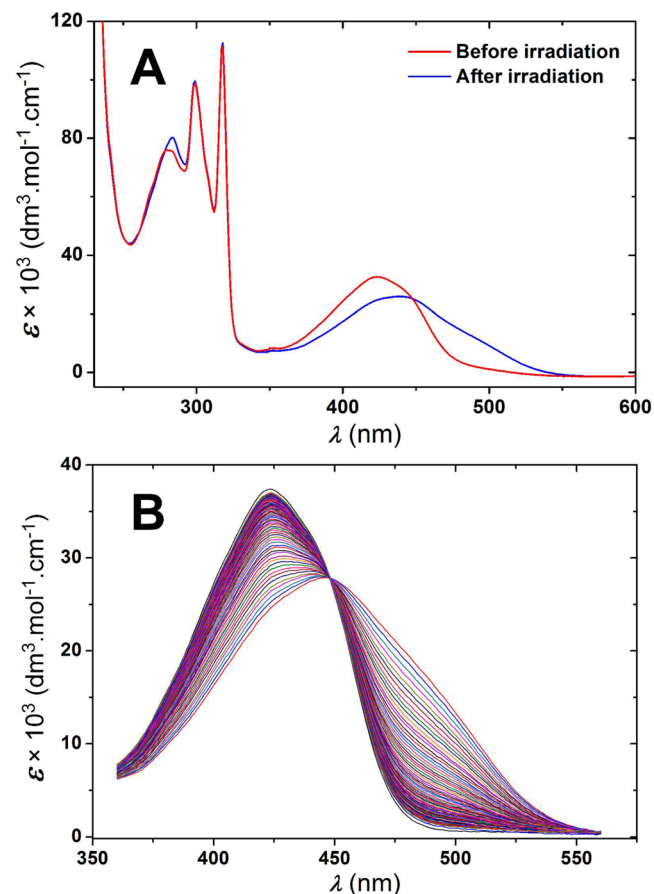 A
Before irradiation
After irradiation
ε × 10³ (dm³.mol⁻¹.cm⁻¹)
120
80
40
0
300
400
500
600
λ (nm)
B
ε × 10³ (dm³.mol⁻¹.cm⁻¹)
40
30
20
10
0
350
400
450
500
550
λ (nm)